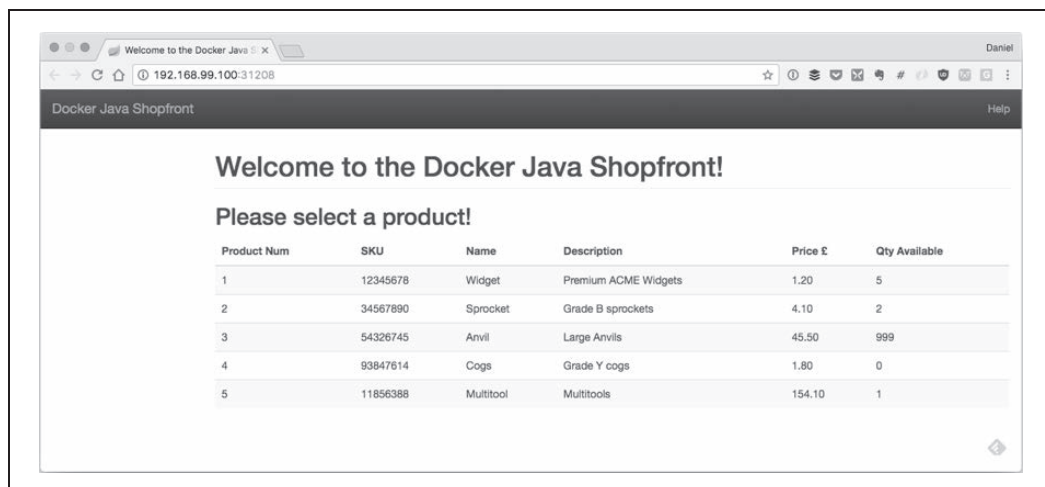 Welcome to the Docker Java S
Daniel
192.168.99.100:31208
Docker Java Shopfront
Help
Welcome to the Docker Java Shopfront!
Please select a product!
Product Num SKU Name Description Price £ Qty Available
1 12345678 Widget Premium ACME Widgets 1.20 5
2 34567890 Sprocket Grade B sprockets 4.10 2
3 54326745 Anvil Large Anvils 45.50 999
4 93847614 Cogs Grade Y cogs 1.80 0
5 11856388 Multitool Multitools 154.10 1